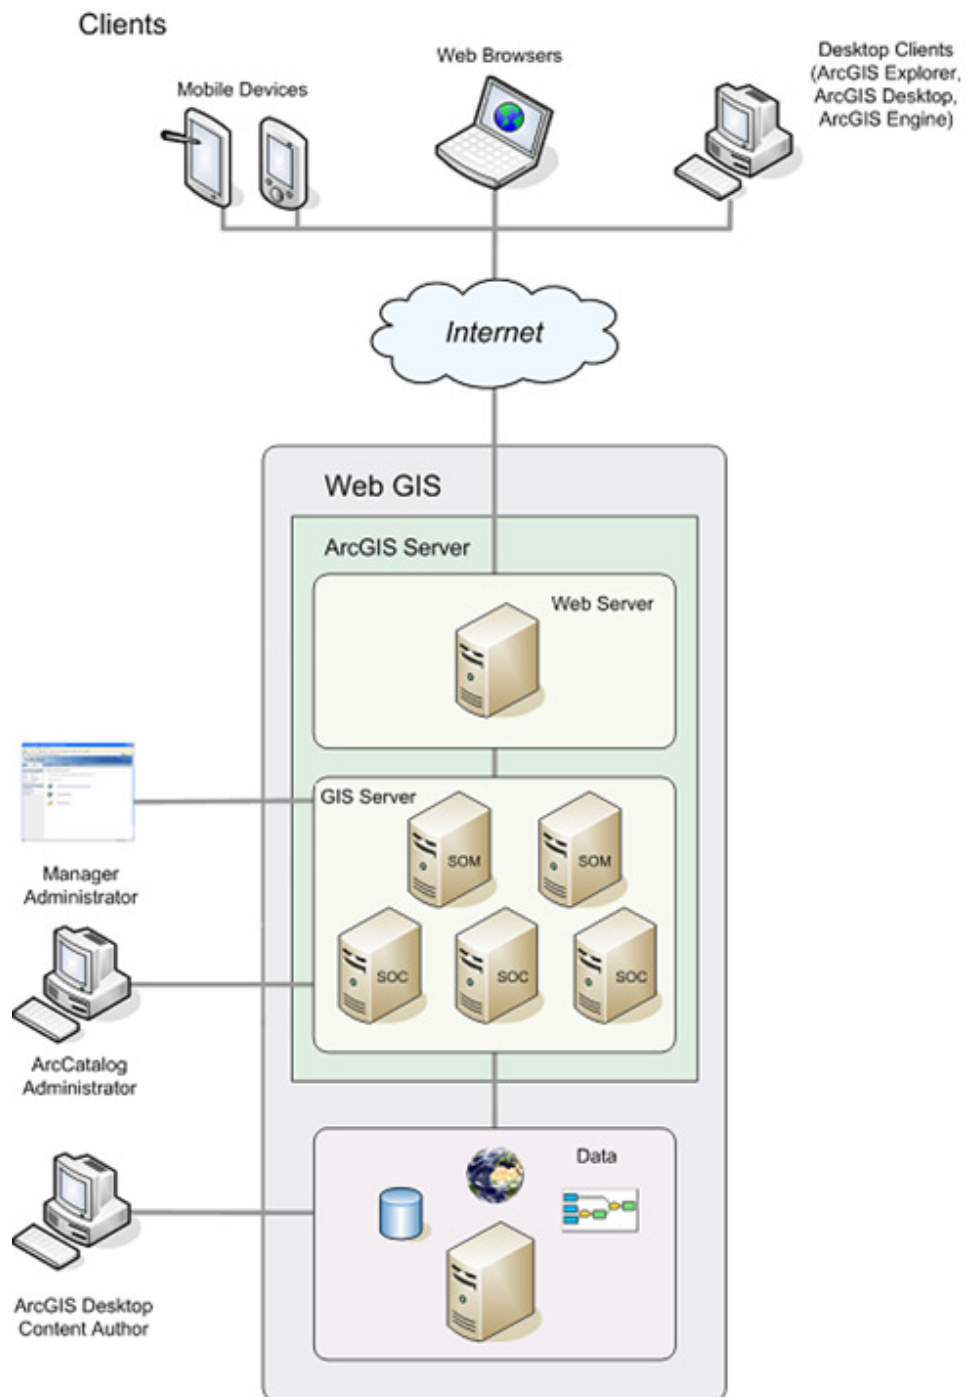 Clients
Mobile Devices
Web Browsers
Desktop Clients
(ArcGIS Explorer,
ArcGIS Desktop,
ArcGIS Engine)
Internet
Web GIS
ArcGIS Server
Web Server
GIS Server
SOM
SOM
SOC
SOC
SOC
Manager
Administrator
ArcCatalog
Administrator
Data
ArcGIS Desktop
Content Author